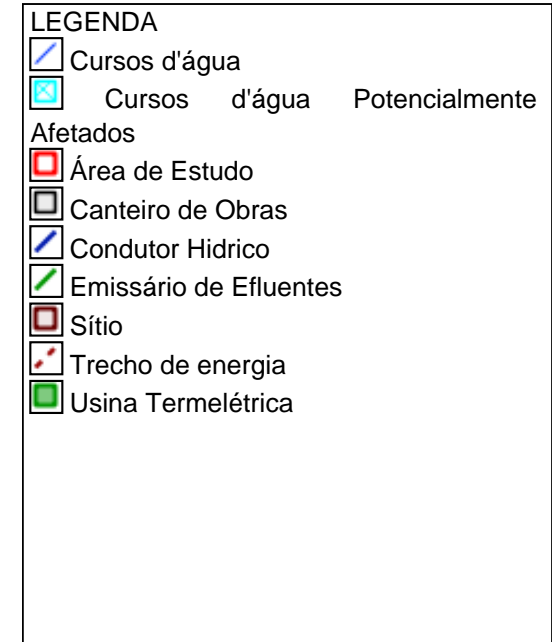 LEGENDA
Cursos d'água
Cursos d'água Potencialmente
Afetados
Área de Estudo
Canteiro de Obras
Condutor Hidrico
Emissário de Efluentes
Sítio
Trecho de energia
Usina Termelétrica